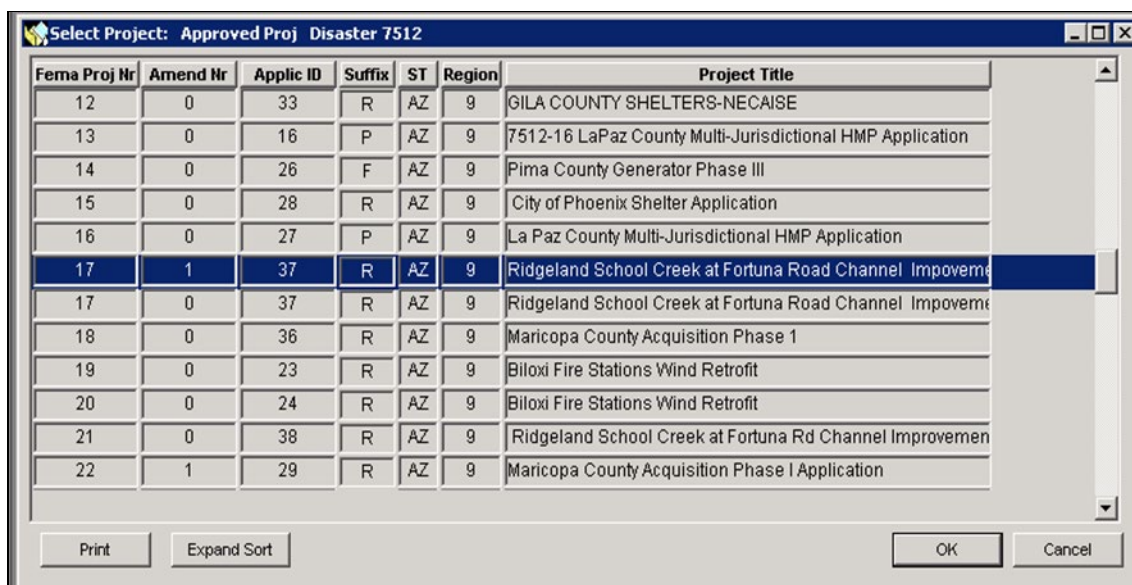 Select Project: Approved Proj Disaster 7512
Fema Proj Nr Amend Nr Applic ID Suffix ST Region Project Title
12 0 33 R AZ 9 GILA COUNTY SHELTERS-NECAISE
13 0 16 P AZ 9 7512-16 LaPaz County Multi-Jurisdictional HMP Application
14 0 26 F AZ 9 Pima County Generator Phase III
15 0 28 R AZ 9 City of Phoenix Shelter Application
16 0 27 P AZ 9 La Paz County Multi-Jurisdictional HMP Application
17 1 37 R AZ 9 Ridgeland School Creek at Fortuna Road Channel Impoveme
17 0 37 R AZ 9 Ridgeland School Creek at Fortuna Road Channel Impoveme
18 0 36 R AZ 9 Maricopa County Acquisition Phase 1
19 0 23 R AZ 9 Biloxi Fire Stations Wind Retrofit
20 0 24 R AZ 9 Biloxi Fire Stations Wind Retrofit
21 0 38 R AZ 9 Ridgeland School Creek at Fortuna Rd Channel Improvemen
22 1 29 R AZ 9 Maricopa County Acquisition Phase I Application
Print Expand Sort OK Cancel